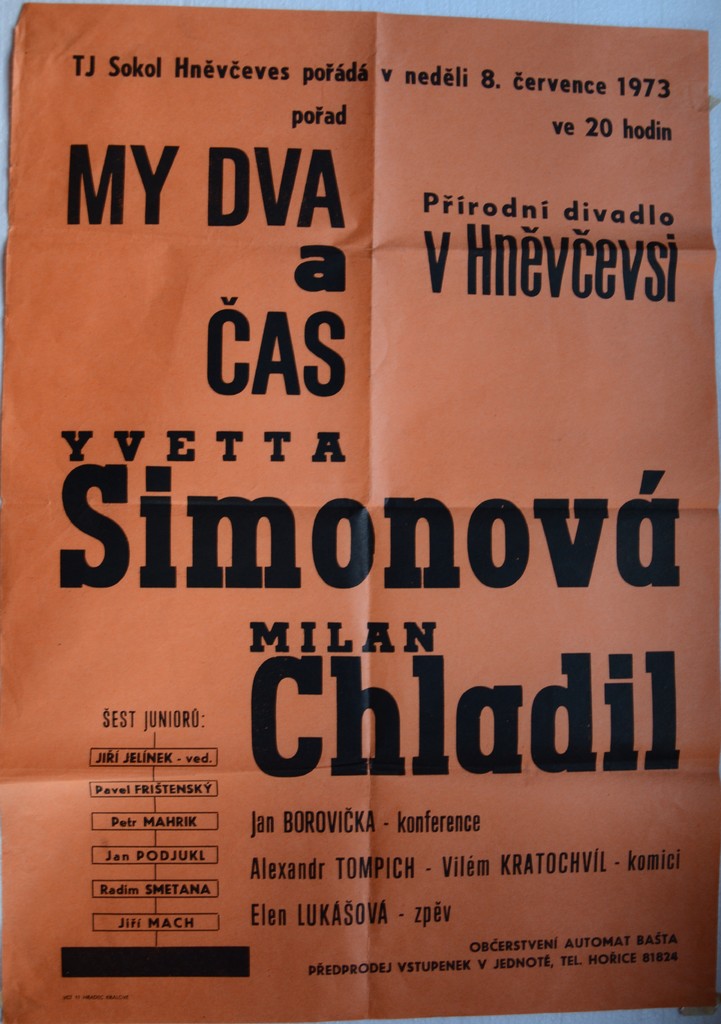 TJ Sokol Hněvčeves pořádá v neděli 8. července 1973
pořad
ve 20 hodin
MY DVA
a
ČAS
Přírodní divadlo
v Hněvčevsi
YVETTA
Simonová
MILAN
Chladil
ŠEST JUNIORŮ:
JIŘÍ JELÍNEK - ved.
Pavel FRIŠTENSKÝ
Petr MAHRIK
Jan PODJUKL
Radim SMETANA
Jiří MACH
Jan BOROVIČKA - konference
Alexandr TOMPICH - Vilém KRATOCHVÍL - komici
Elen LUKÁŠOVÁ - zpěv
OBČERSTVENÍ AUTOMAT BAŠTA
PŘEDPRODEJ VSTUPENEK V JEDNOTĚ, TEL. HOŘICE 81824
HRADEC KRÁLOVÉ